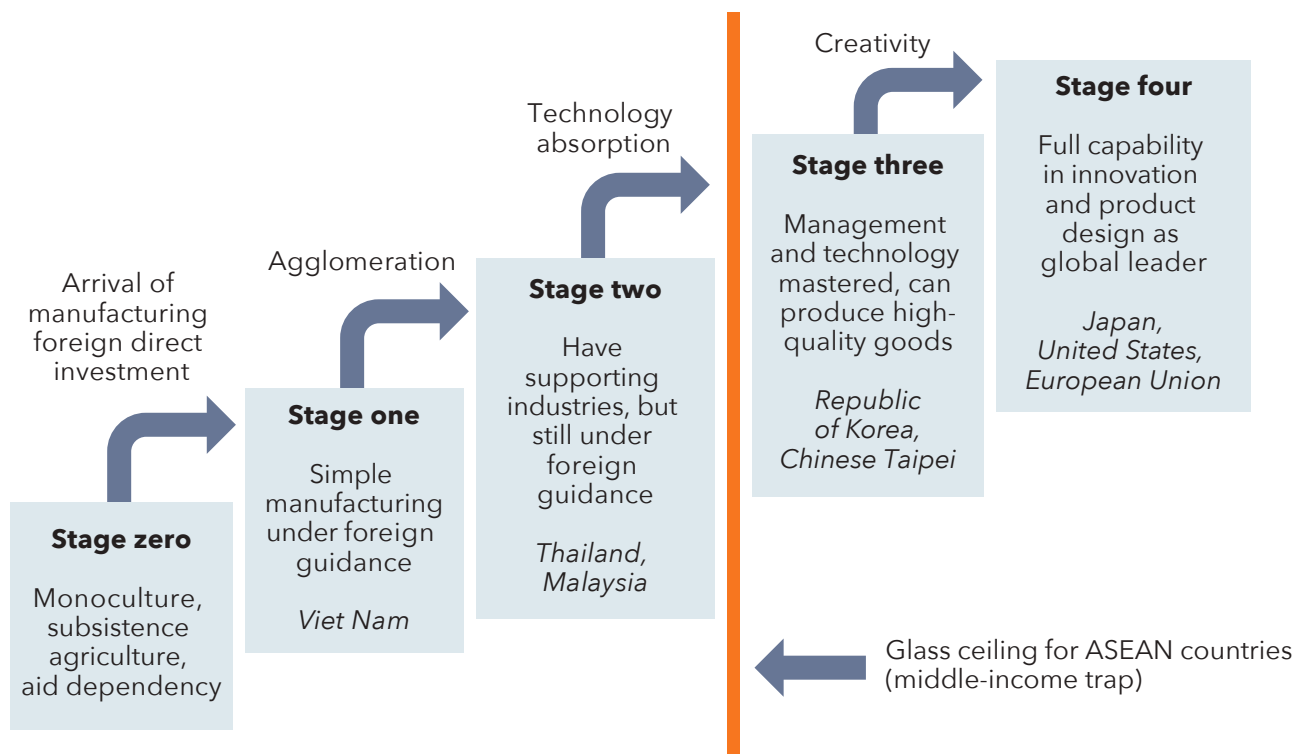 Stage zero
Monoculture,
subsistence
agriculture,
aid dependency
Arrival of
manufacturing
foreign direct
investment
Stage one
Simple
manufacturing
under foreign
guidance
Viet Nam
Agglomeration
Stage two
Have
supporting
industries, but
still under
foreign
guidance
Thailand,
Malaysia
Technology
absorption
Stage three
Management
and technology
mastered, can
produce high-
quality goods
Republic
of Korea,
Chinese Taipei
Creativity
Stage four
Full capability
in innovation
and product
design as
global leader
Japan,
United States,
European Union
Glass ceiling for ASEAN countries
(middle-income trap)